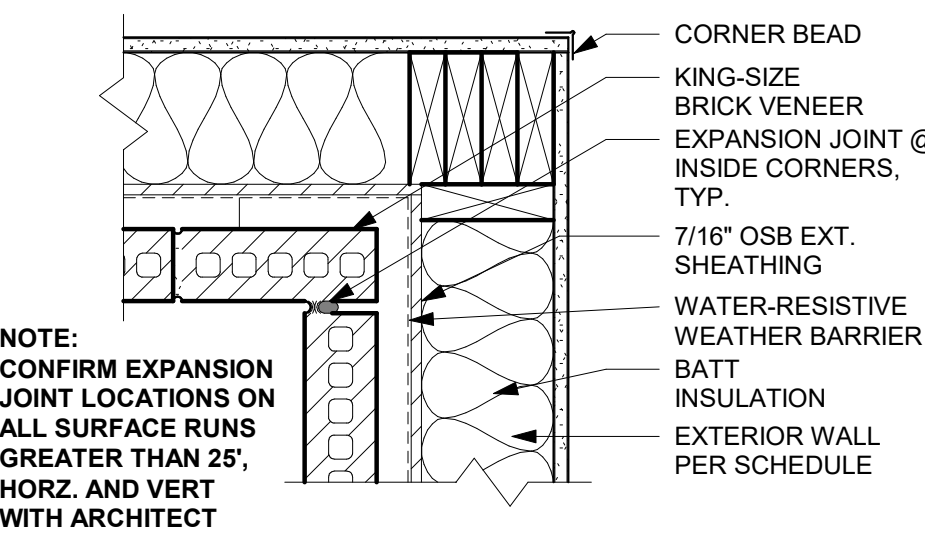 CORNER BEAD
KING-SIZE
BRICK VENEER
EXPANSION JOINT @
INSIDE CORNERS,
TYP.
7/16" OSB EXT.
SHEATHING
WATER-RESISTIVE
WEATHER BARRIER
BATT
INSULATION
EXTERIOR WALL
PER SCHEDULE
NOTE:
CONFIRM EXPANSION
JOINT LOCATIONS ON
ALL SURFACE RUNS
GREATER THAN 25',
HORZ. AND VERT
WITH ARCHITECT